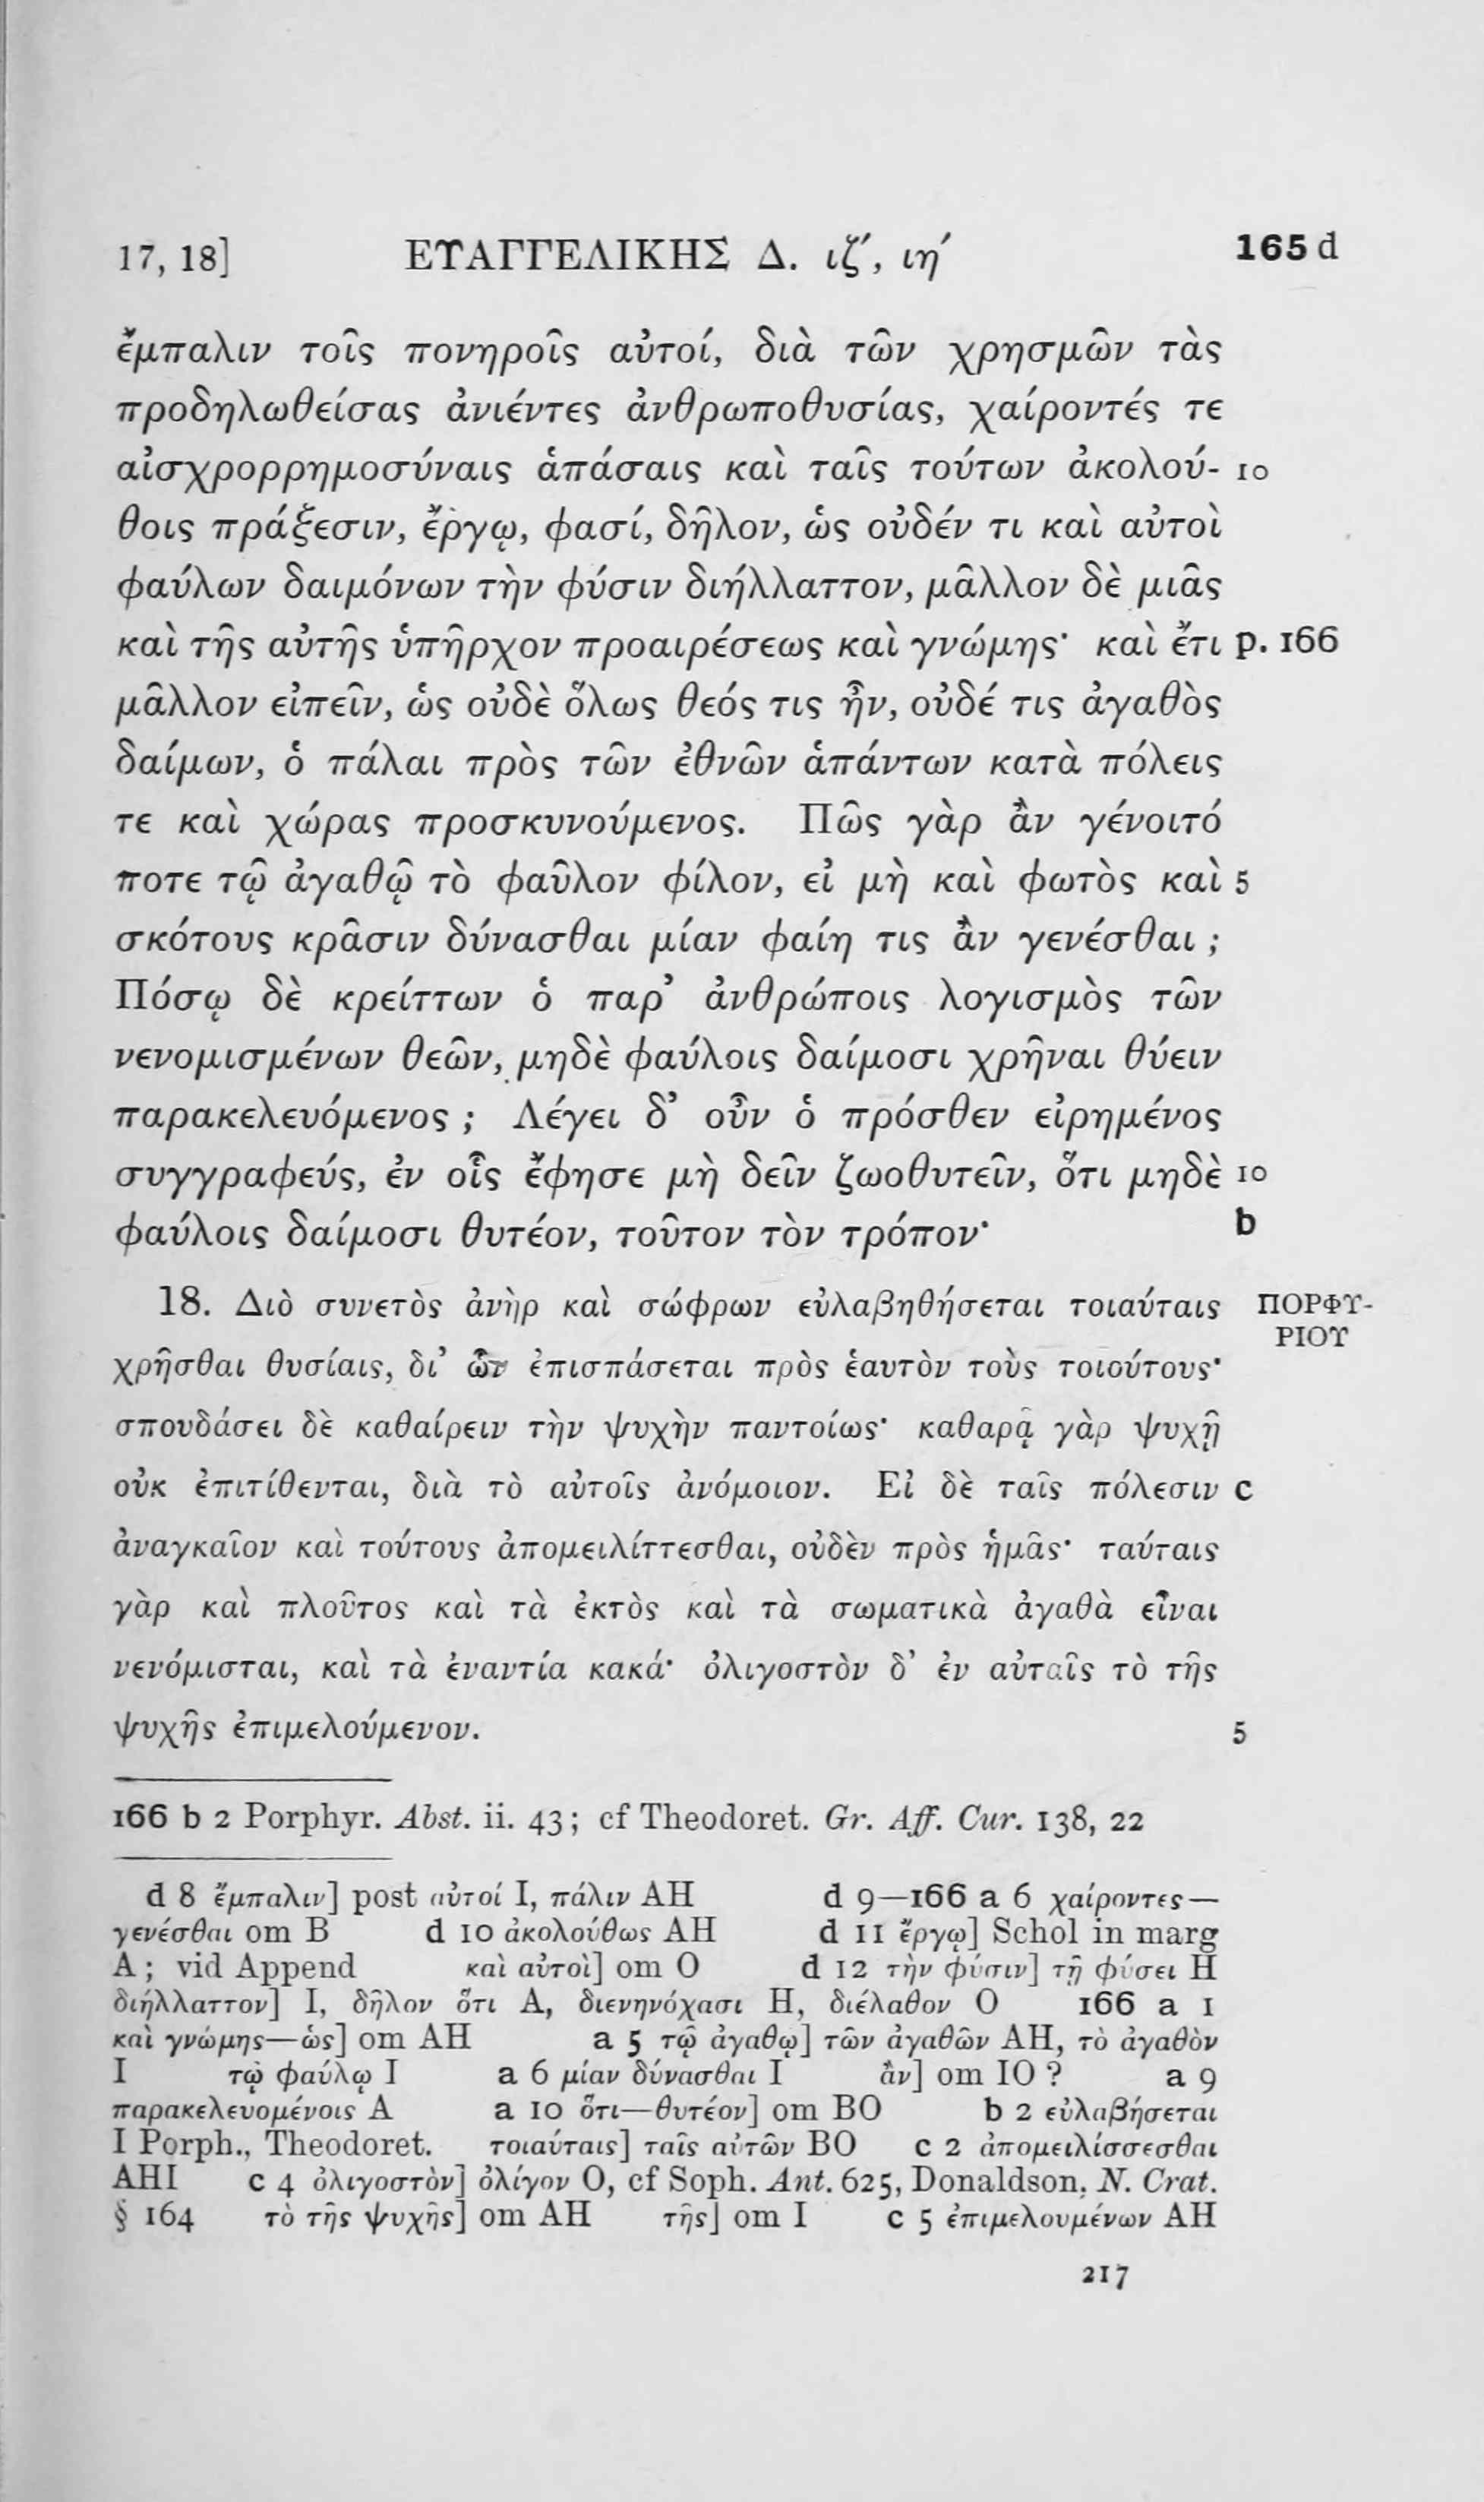 17, 18] ΕΥΑΓΓΕΛΙΚΗΣ Δ. ιζ´, ιη´ 165 d
ἔμπαλιν τοῖς πονηροῖς αὐτοί, διὰ τῶν χρησμῶν τὰς
προδηλωθείσας ἀνιέντες ἀνθρωποθυσίας, χαίροντές τε
αἰσχρορρημοσύναις ἁπάσαις καὶ ταῖς τούτων ἀκολού- 10
θοις πράξεσιν, ἔργῳ, φασί, δῆλον, ὡς οὐδέν τι καὶ αὐτοὶ
φαύλων δαιμόνων τὴν φύσιν διήλλαττον, μᾶλλον δὲ μιᾶς
καὶ τῆς αὐτῆς ὑπῆρχον προαιρέσεως καὶ γνώμης· καὶ ἔτι p. 166
μᾶλλον εἰπεῖν, ὡς οὐδὲ ὅλως θεός τις ἦν, οὐδέ τις ἀγαθὸς
δαίμων, ὁ πάλαι πρὸς τῶν ἐθνῶν ἁπάντων κατὰ πόλεις
τε καὶ χώρας προσκυνούμενος. Πῶς γὰρ ἂν γένοιτό
ποτε τῷ ἀγαθῷ τὸ φαῦλον φίλον, εἰ μὴ καὶ φωτὸς καὶ 5
σκότους κρᾶσιν δύνασθαι μίαν φαίη τις ἂν γενέσθαι ;
Πόσῳ δὲ κρείττων ὁ παρ’ ἀνθρώποις λογισμὸς τῶν
νενομισμένων θεῶν, μηδὲ φαύλοις δαίμοσι χρῆναι θύειν
παρακελευόμενος ; Λέγει δ’ οὖν ὁ πρόσθεν εἰρημένος
συγγραφεύς, ἐν οἷς ἔφησε μὴ δεῖν ζωοθυτεῖν, ὅτι μηδὲ 10
φαύλοις δαίμοσι θυτέον, τοῦτον τὸν τρόπον· b
18. Διὸ συνετὸς ἀνὴρ καὶ σώφρων εὐλαβηθήσεται τοιαύταις ΠΟΡΦΥ-
ΡΙΟΥ
χρῆσθαι θυσίαις, δι’ ὧν ἐπισπάσεται πρὸς ἑαυτὸν τοὺς τοιούτους·
σπουδάσει δὲ καθαίρειν τὴν ψυχὴν παντοίως· καθαρᾷ γὰρ ψυχῇ
οὐκ ἐπιτίθενται, διὰ τὸ αὐτοῖς ἀνόμοιον. Εἰ δὲ ταῖς πόλεσιν c
ἀναγκαῖον καὶ τούτους ἀπομειλίττεσθαι, οὐδὲν πρὸς ἡμᾶς· ταύταις
γὰρ καὶ πλοῦτος καὶ τὰ ἐκτὸς καὶ τὰ σωματικὰ ἀγαθὰ εἶναι
νενόμισται, καὶ τὰ ἐναντία κακά· ὀλιγοστὸν δ’ ἐν αὐταῖς τὸ τῆς
ψυχῆς ἐπιμελούμενον. 5
166 b 2 Porphyr. Abst. ii. 43; cf Theodoret. Gr. Aff. Cur. 138, 22
d 8 ἔμπαλιν] post αὐτοί I, πάλιν AH d 9—166 a 6 χαίροντες—
γενέσθαι om B d 10 ἀκολούθως AH d 11 ἔργῳ] Schol in marg
A ; vid Append καὶ αὐτοὶ] om O d 12 τὴν φύσιν] τῇ φύσει H
διήλλαττον] I, δῆλον ὅτι A, διενηνόχασι H, διέλαθον O 166 a 1
καὶ γνώμης—ὡς] om AH a 5 τῷ ἀγαθῳ] τῶν ἀγαθῶν AH, τὸ ἀγαθὸν
I τῷ φαύλῳ I a 6 μίαν δύνασθαι I ἂν] om IO ? a 9
παρακελευομένοις A a 10 ὅτι—θυτέον] om BO b 2 εὐλαβήσεται
I Porph., Theodoret. τοιαύταις] ταῖς αὐτῶν BO c 2 ἀπομειλίσσεσθαι
AHI c 4 ὀλιγοστὸν] ὀλίγον O, cf Soph. Ant. 625, Donaldson, N. Crat.
§ 164 τὸ τῆς ψυχῆς] om AH τῆς] om I c 5 ἐπιμελουμένων AH
217